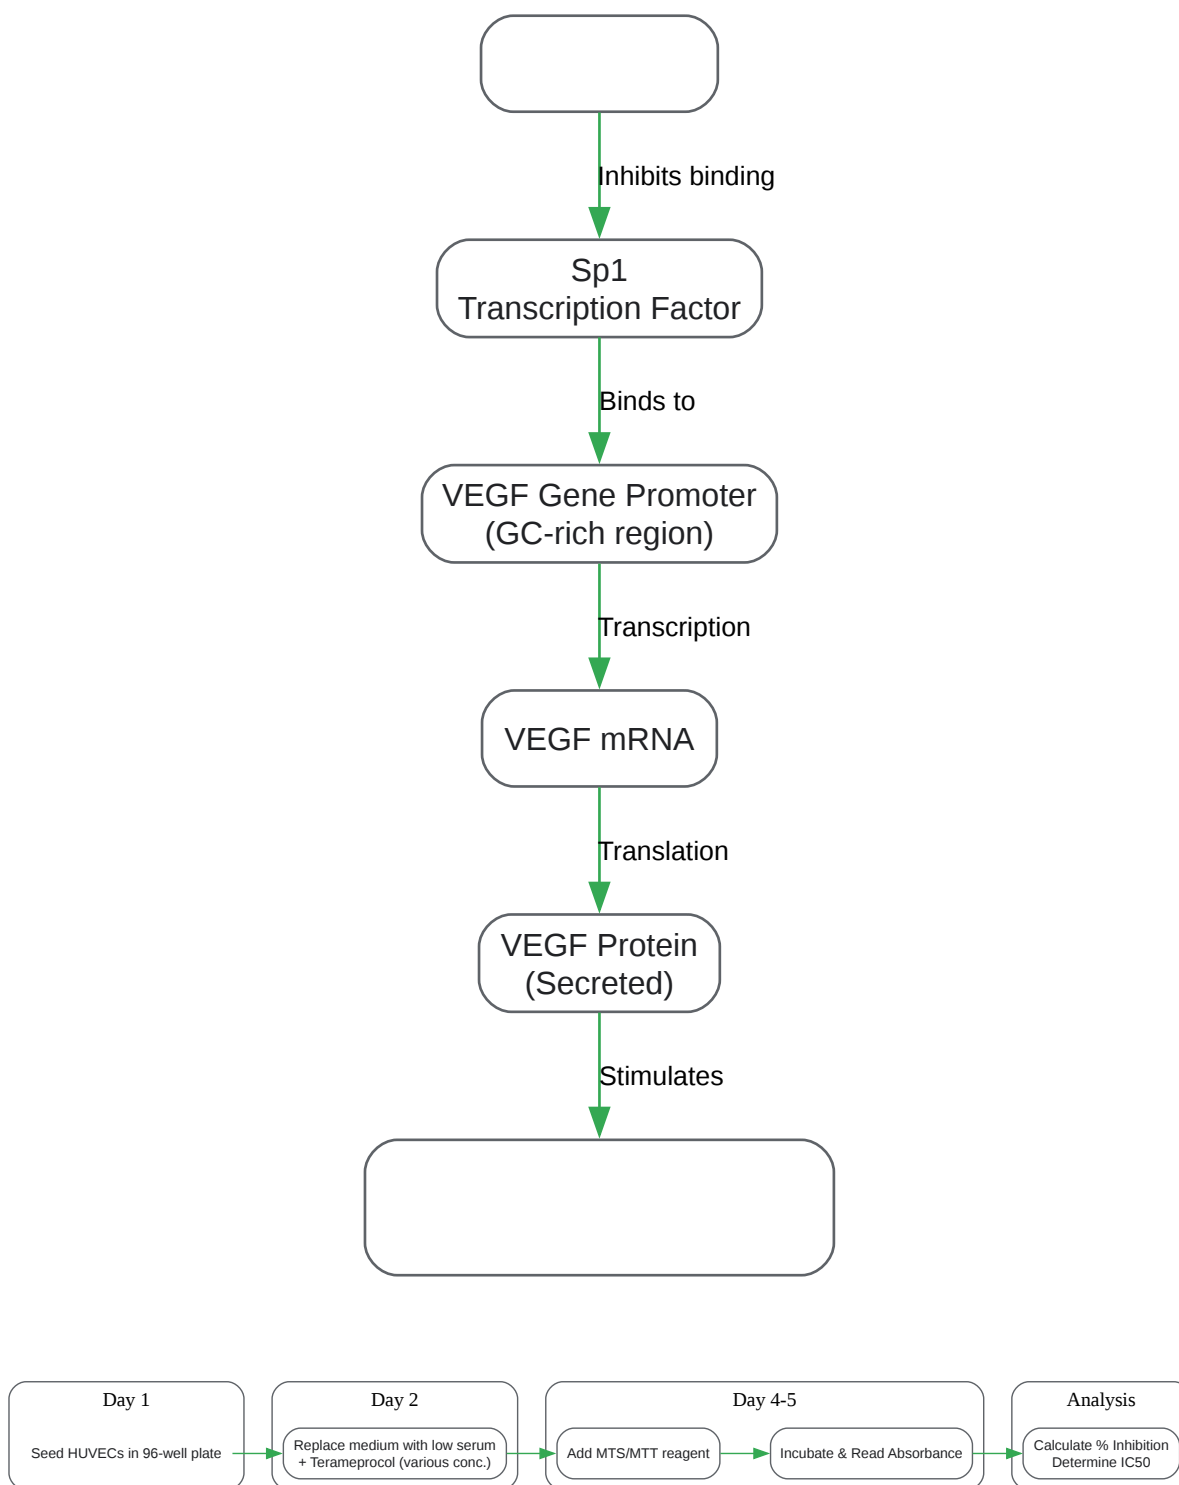 Inhibits binding
Sp1
Transcription Factor
Binds to
VEGF Gene Promoter
(GC-rich region)
Transcription
VEGF mRNA
Translation
VEGF Protein
(Secreted)
Stimulates
Day 1
Seed HUVECs in 96-well plate
Day 2
Replace medium with low serum
+ Terameprocol (various conc.)
Day 4-5
Add MTS/MTT reagent
Incubate & Read Absorbance
Analysis
Calculate % Inhibition
Determine IC50